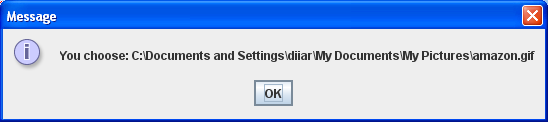 Message
You choose: C:\Documents and Settings\diiar\My Documents\My Pictures\amazon.gif
OK